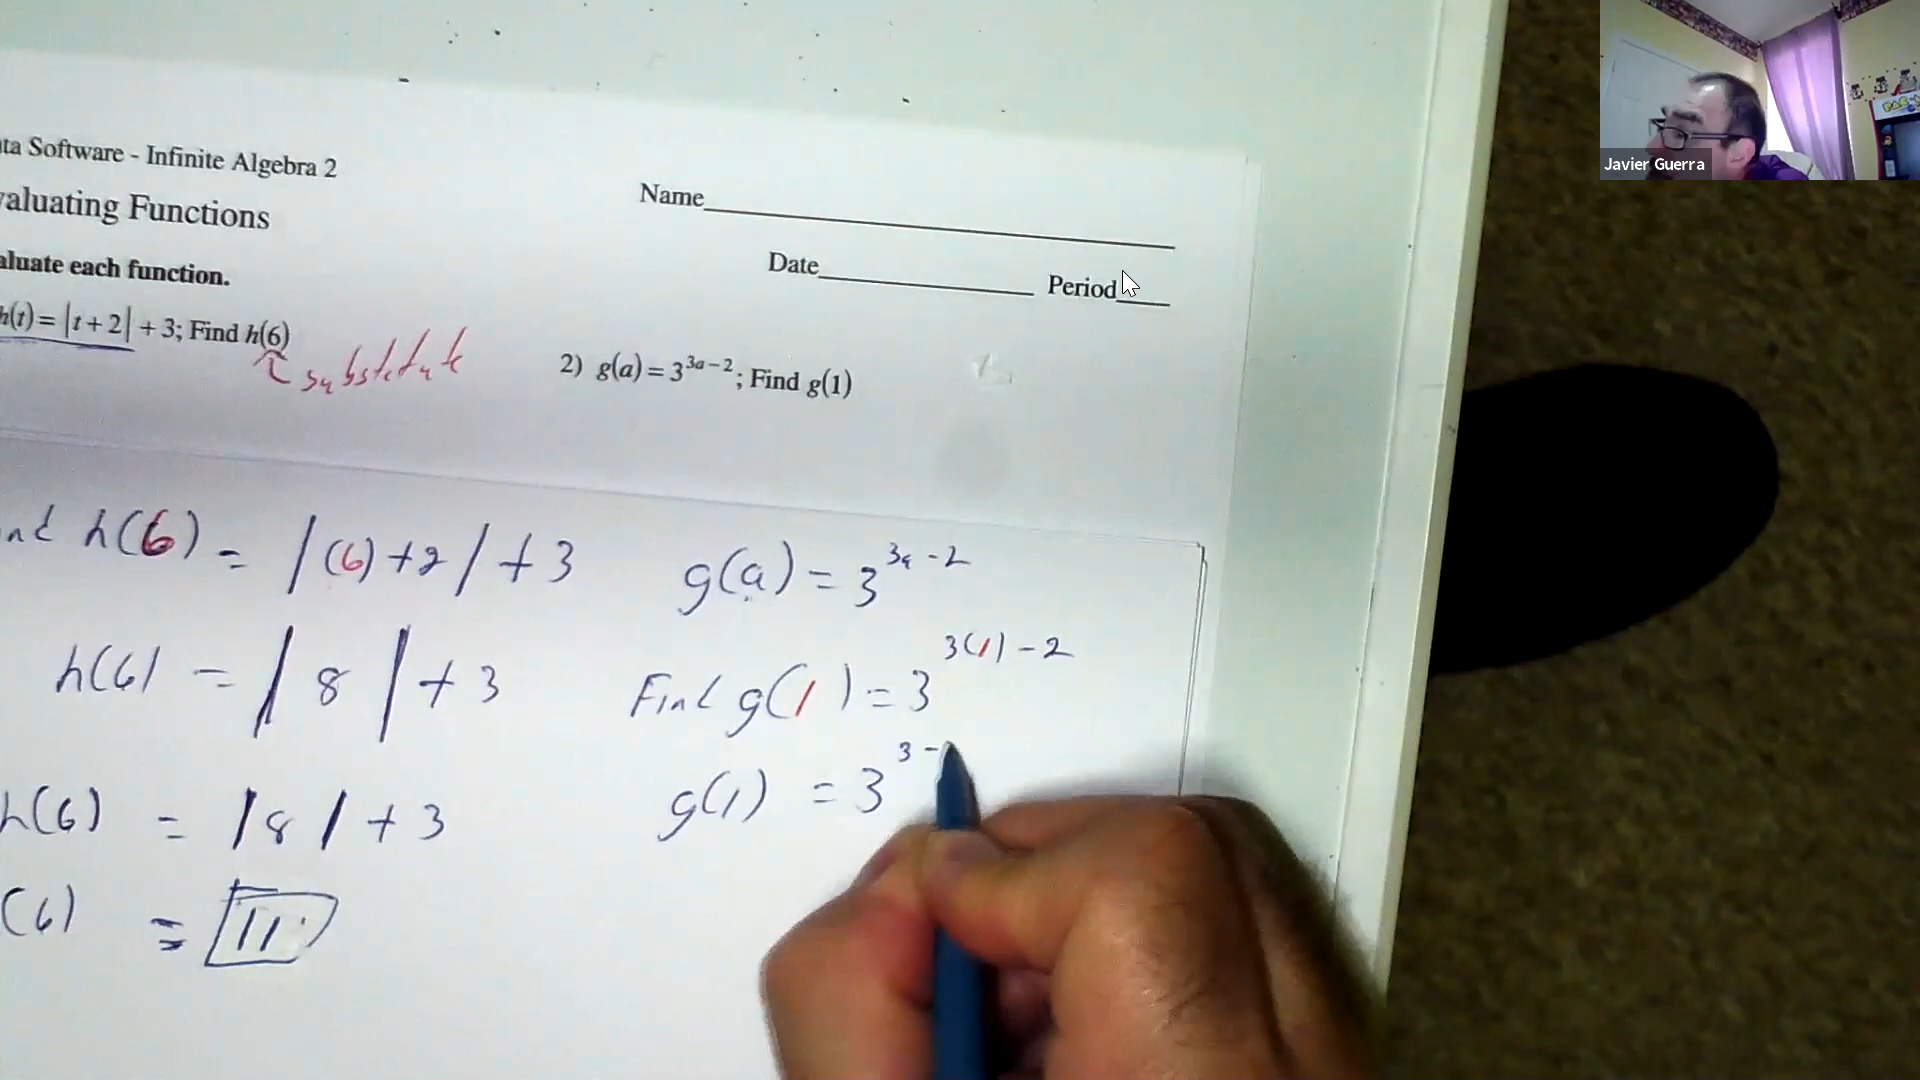 ta Software - Infinite Algebra 2
Name
valuating Functions
Date Period
aluate each function.
h(t) = |t + 2| + 3; Find h(6)
substitute
2) g(a) = 3^{3a - 2}; Find g(1)
nd h(6) = |(6)+2| + 3
h(6) = |8| + 3
h(6) = |8| + 3
(6) = 11
g(a) = 3^{3a - 2}
Find g(1) = 3^{3(1) - 2}
g(1) = 3^{3 -
Javier Guerra